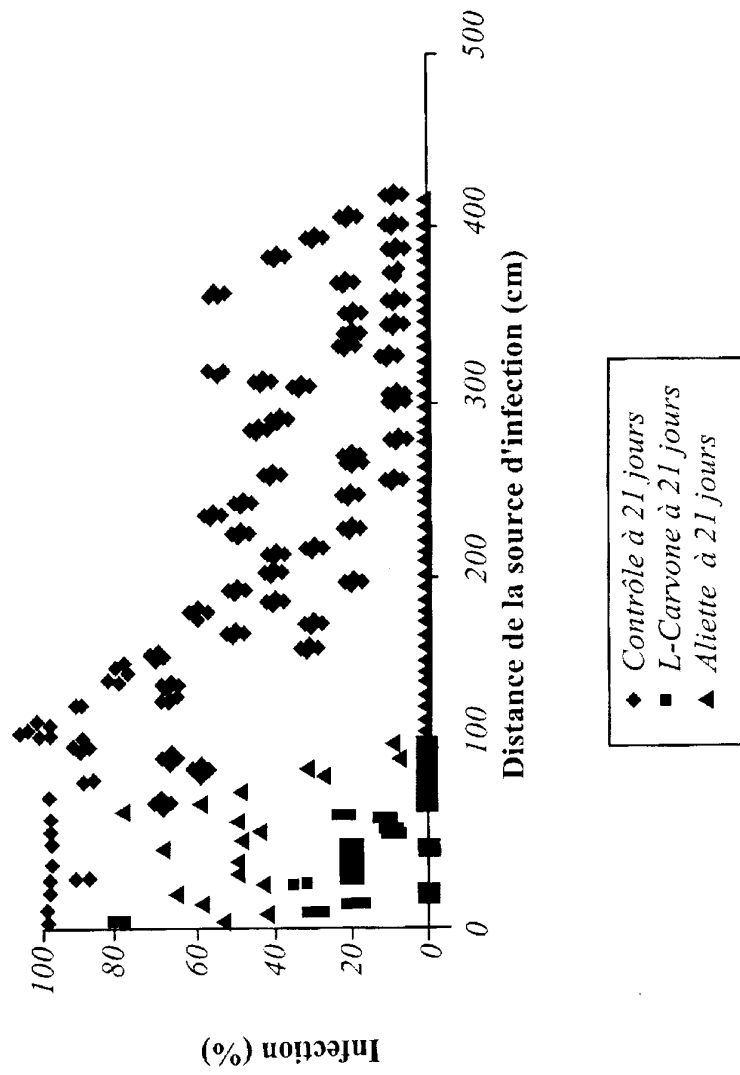 Infection (%)
100
80
60
40
20
0
0
100
200
300
400
500
Distance de la source d'infection (cm)
Contrôle à 21 jours
L-Carvone à 21 jours
Aliette à 21 jours